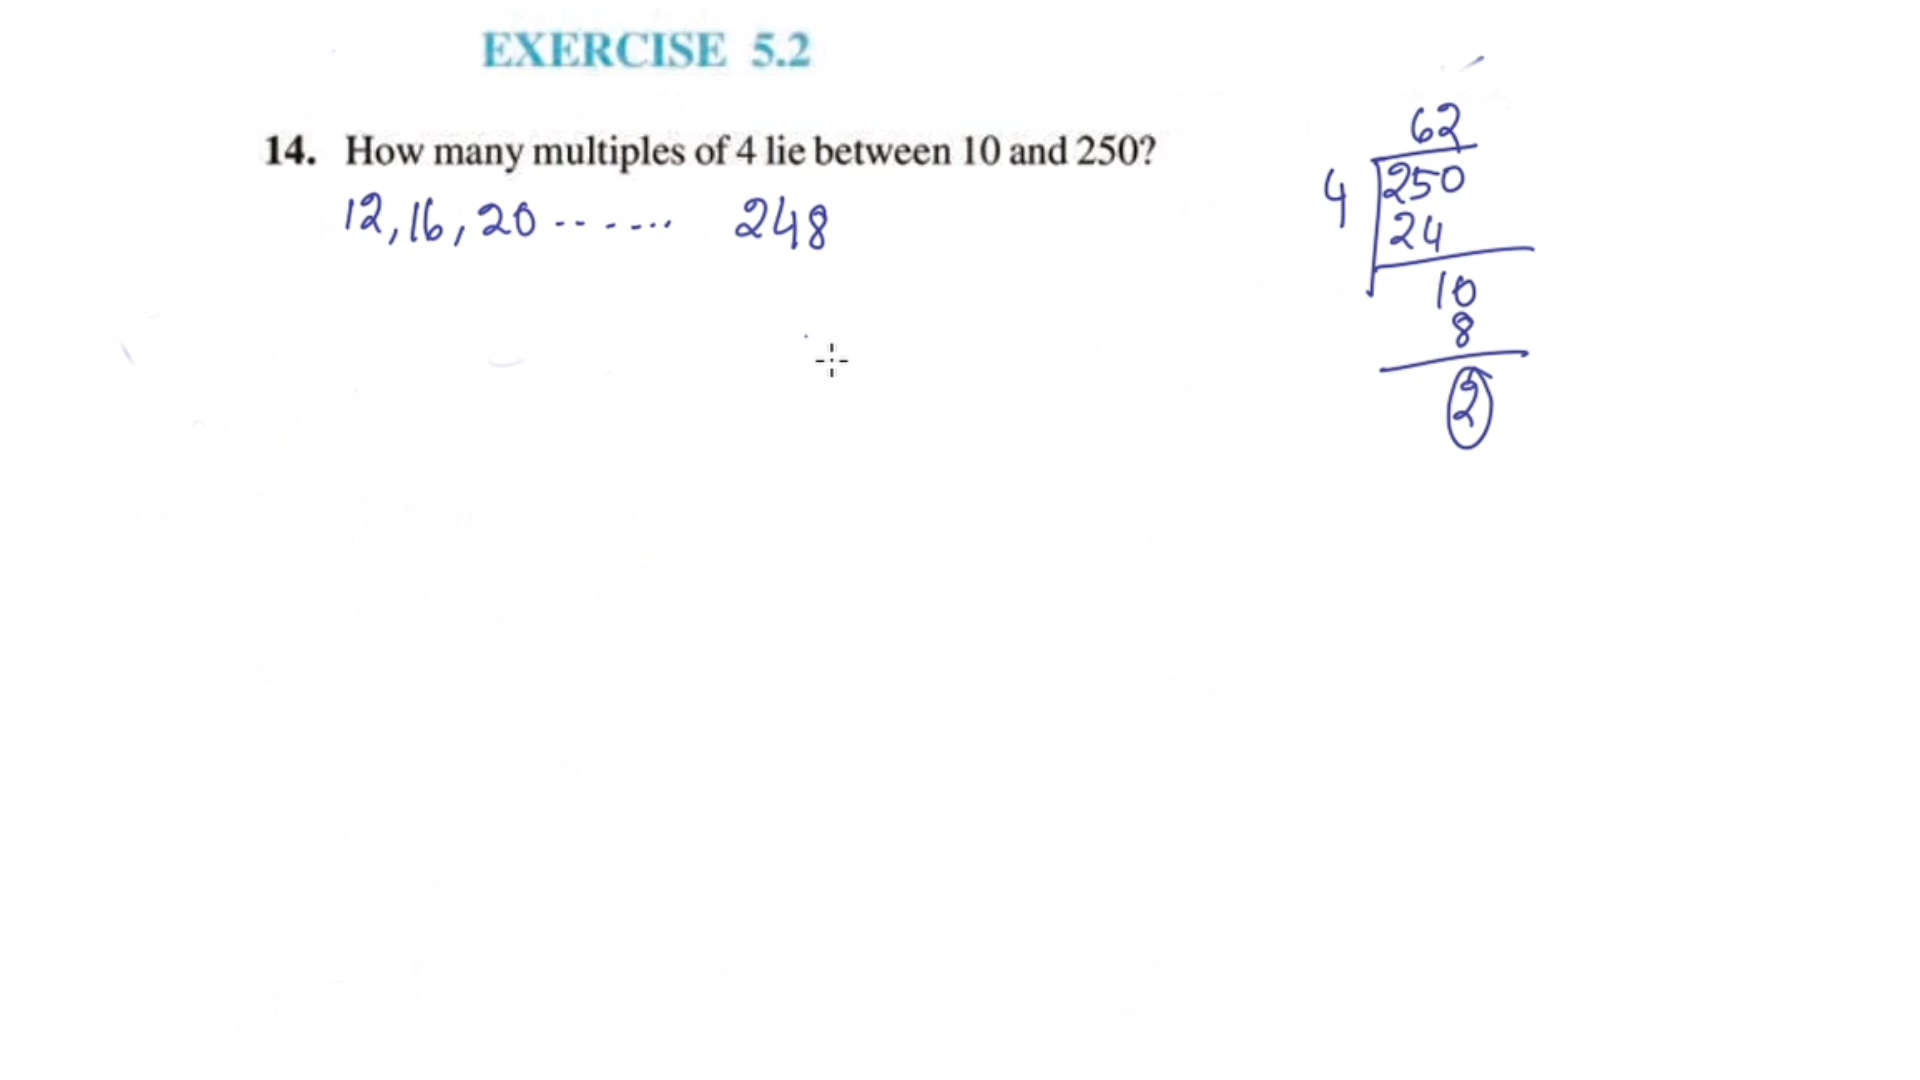 EXERCISE 5.2
14. How many multiples of 4 lie between 10 and 250?
12, 16, 20 -- - -... 248
62
4 250
24
10
8
2